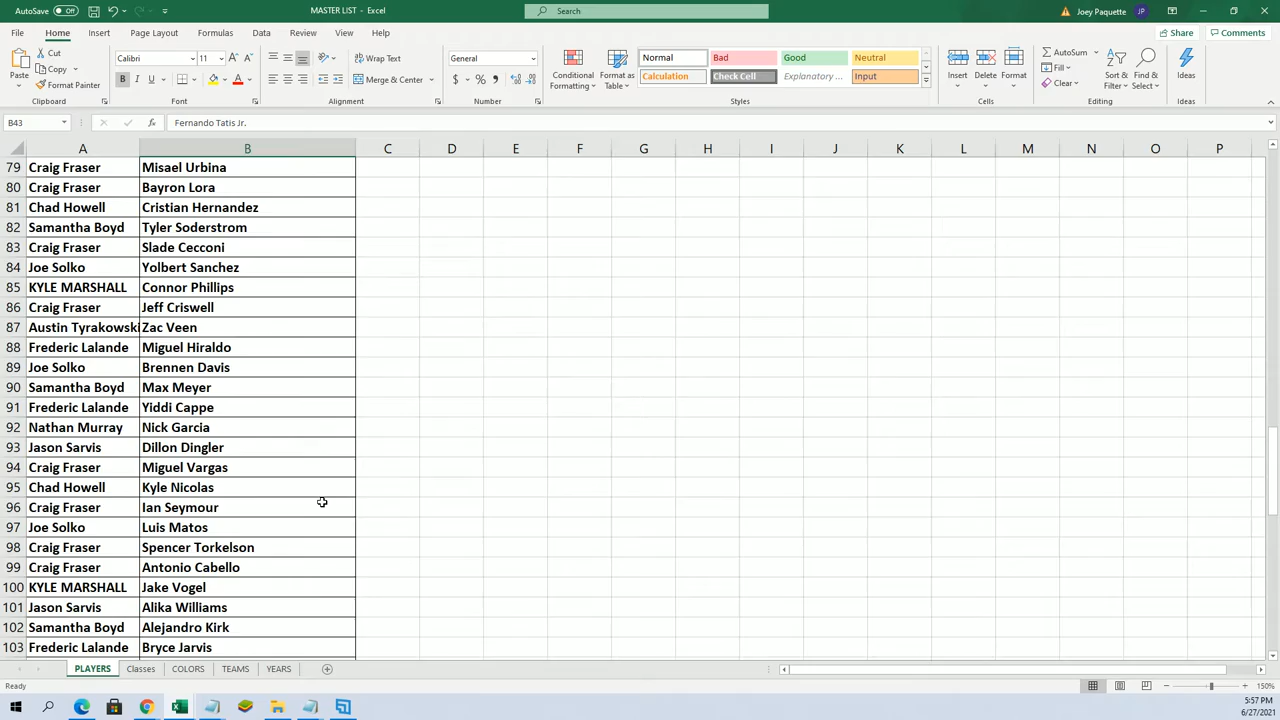 AutoSave Off MASTER LIST - Excel Search Joey Paquette JP
File Home Insert Page Layout Formulas Data Review View Help Share Comments
Paste Cut Copy Format Painter Clipboard
Calibri 11 B I U Font
Wrap Text Merge & Center Alignment
General $ % Number
Conditional Formatting Format as Table
Normal Bad Good Neutral
Calculation Check Cell Explanatory ... Input
Styles
Insert Delete Format Cells
AutoSum Fill Clear Sort & Filter Find & Select Editing
Ideas Ideas
B43 fx Fernando Tatis Jr.
A B C D E F G H I J K L M N O P
79 Craig Fraser Misael Urbina
80 Craig Fraser Bayron Lora
81 Chad Howell Cristian Hernandez
82 Samantha Boyd Tyler Soderstrom
83 Craig Fraser Slade Cecconi
84 Joe Solko Yolbert Sanchez
85 KYLE MARSHALL Connor Phillips
86 Craig Fraser Jeff Criswell
87 Austin Tyrakowski Zac Veen
88 Frederic Lalande Miguel Hiraldo
89 Joe Solko Brennen Davis
90 Samantha Boyd Max Meyer
91 Frederic Lalande Yiddi Cappe
92 Nathan Murray Nick Garcia
93 Jason Sarvis Dillon Dingler
94 Craig Fraser Miguel Vargas
95 Chad Howell Kyle Nicolas
96 Craig Fraser Ian Seymour
97 Joe Solko Luis Matos
98 Craig Fraser Spencer Torkelson
99 Craig Fraser Antonio Cabello
100 KYLE MARSHALL Jake Vogel
101 Jason Sarvis Alika Williams
102 Samantha Boyd Alejandro Kirk
103 Frederic Lalande Bryce Jarvis
PLAYERS Classes COLORS TEAMS YEARS
Ready 150%
5:57 PM
6/27/2021